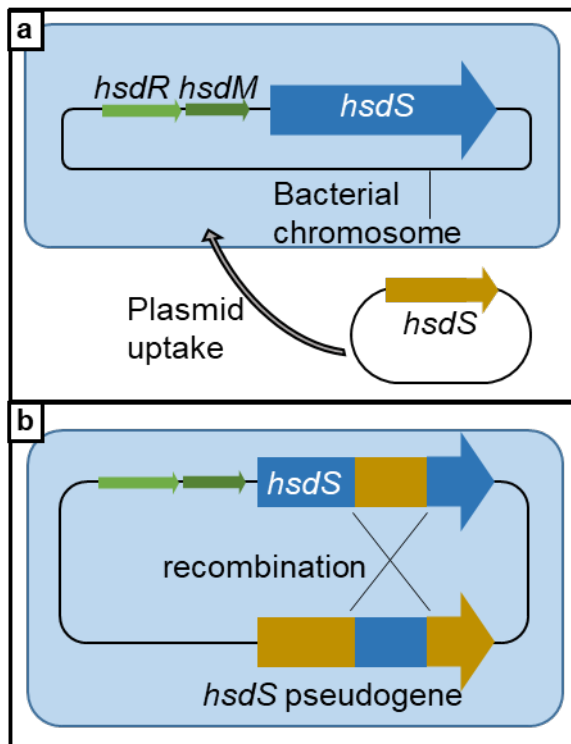 a
hsdR hsdM
hsdS
Bacterial
chromosome
Plasmid
uptake
hsdS
b
hsdS
recombination
hsdS pseudogene